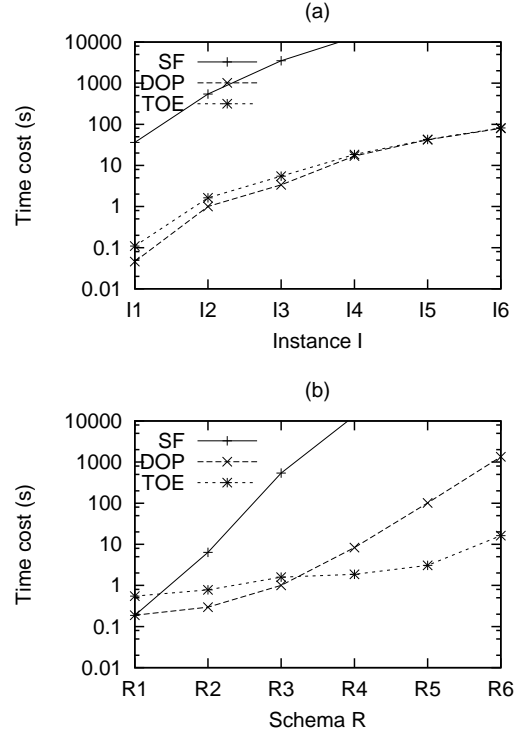 (a)
10000
1000
100
10
1
0.1
0.01
Time cost (s)
SF
DOP
TOE
I1 I2 I3 I4 I5 I6
Instance I
(b)
10000
1000
100
10
1
0.1
0.01
Time cost (s)
SF
DOP
TOE
R1 R2 R3 R4 R5 R6
Schema R